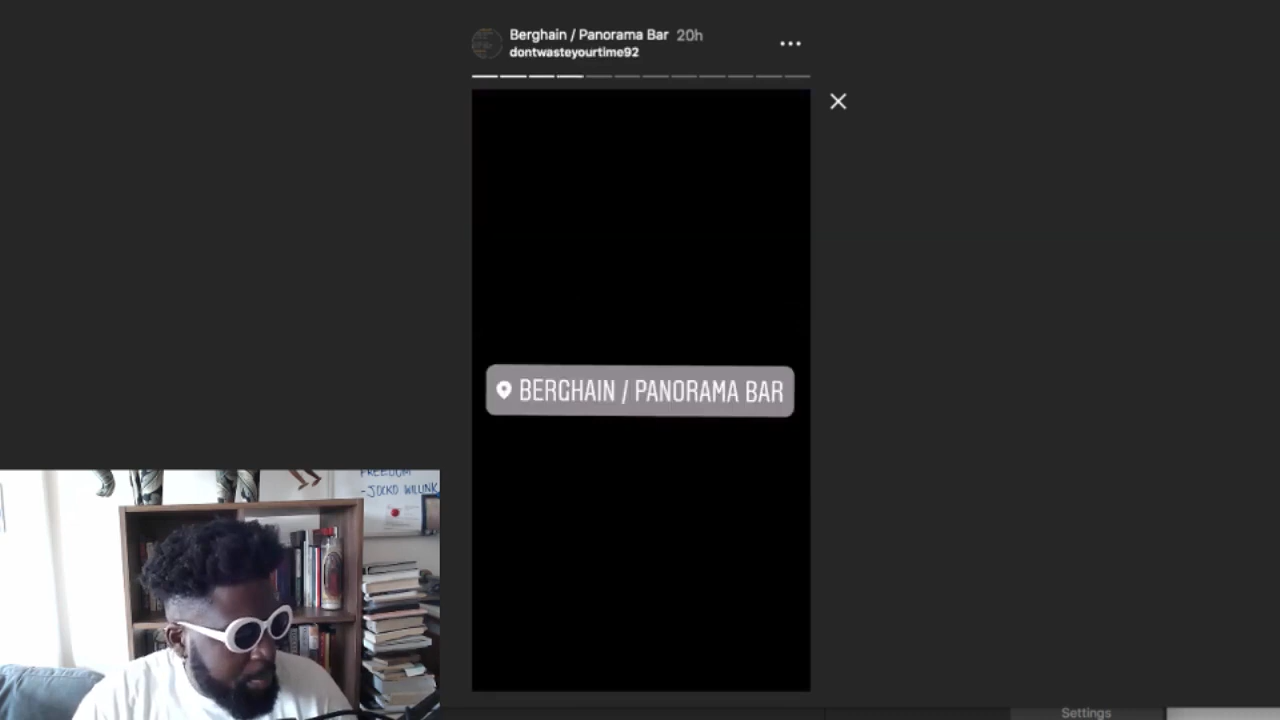 Berghain / Panorama Bar 20h
dontwasteyourtime92
BERGHAIN / PANORAMA BAR
FREEDOM
-JOCKO WILLINK
Settings